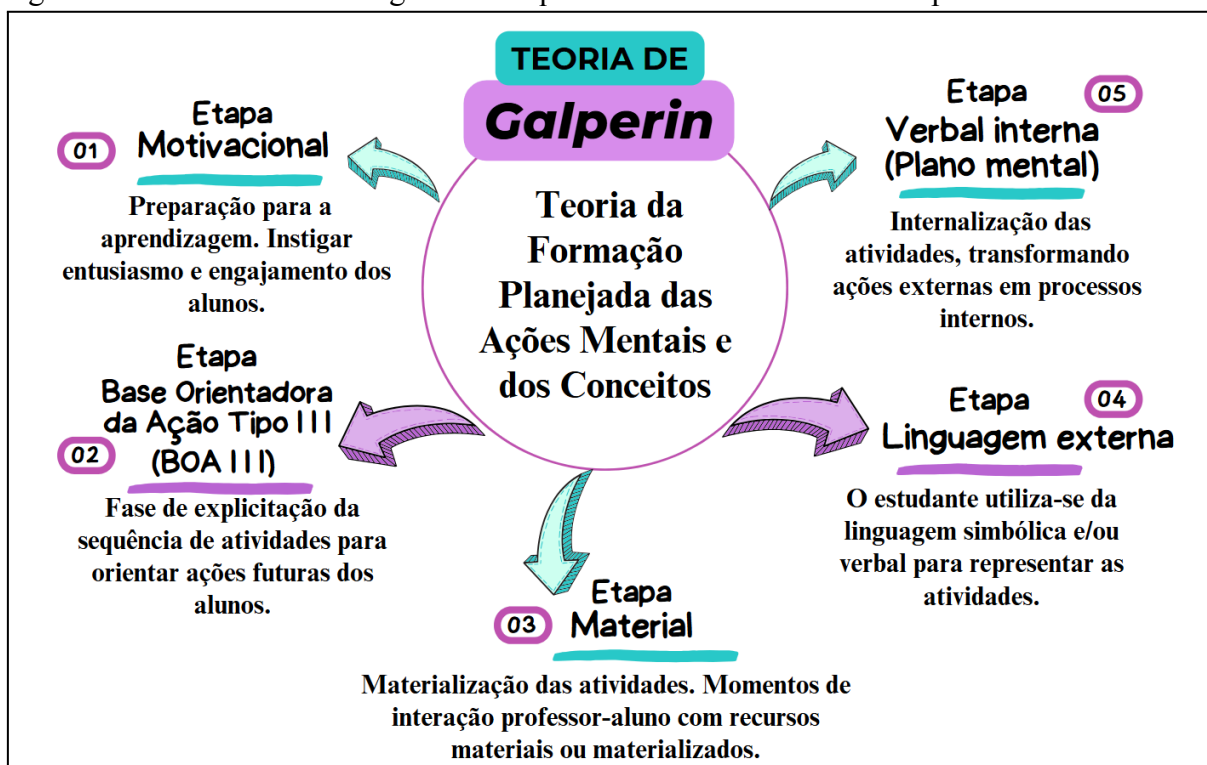 TEORIA DE
Galperin
Teoria da
Formação
Planejada das
Ações Mentais e
dos Conceitos
01
Etapa
Motivacional
Preparação para a
aprendizagem. Instigar
entusiasmo e engajamento dos
alunos.
Etapa
Base Orientadora
da Ação Tipo III
02
(BOA III)
Fase de explicitação da
sequência de atividades para
orientar ações futuras dos
alunos.
Etapa
03
Material
Materialização das atividades. Momentos de
interação professor-aluno com recursos
materiais ou materializados.
Etapa
04
Linguagem externa
O estudante utiliza-se da
linguagem simbólica e/ou
verbal para representar as
atividades.
Etapa
05
Verbal interna
(Plano mental)
Internalização das
atividades, transformando
ações externas em processos
internos.